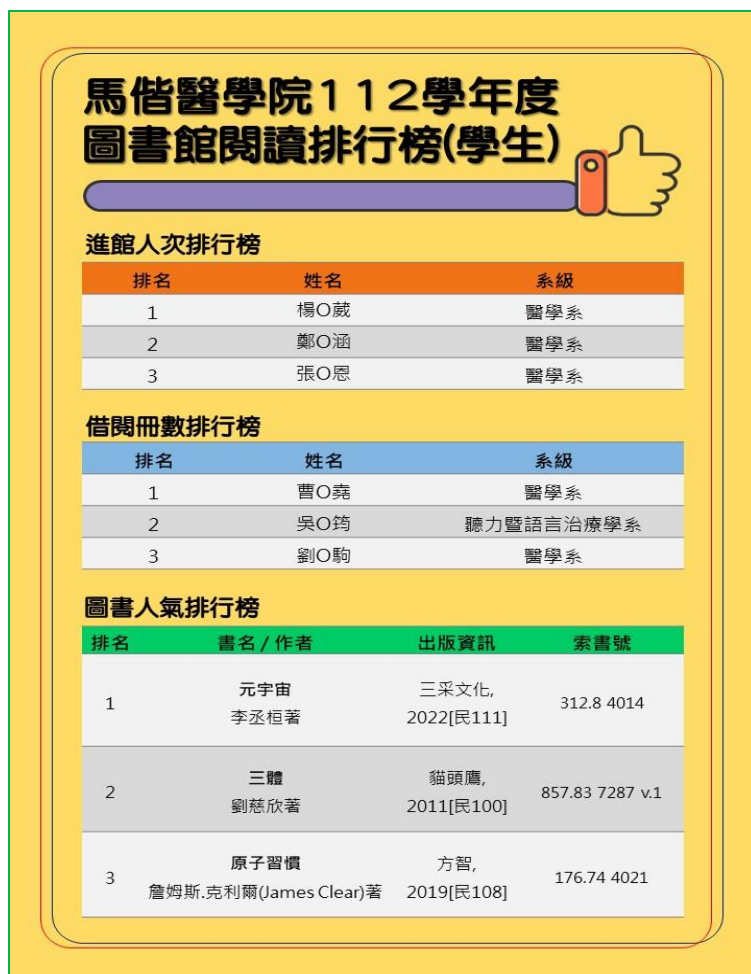 馬偕醫學院112學年度
圖書館閱讀排行榜(學生)
進館人次排行榜
排名 姓名 系級
1 楊O葳 醫學系
2 鄭O涵 醫學系
3 張O恩 醫學系
借閱冊數排行榜
排名 姓名 系級
1 曹O堯 醫學系
2 吳O筠 聽力暨語言治療學系
3 劉O駒 醫學系
圖書人氣排行榜
排名 書名 / 作者 出版資訊 索書號
1 元宇宙 李丞桓著 三采文化, 2022[民111] 312.8 4014
2 三體 劉慈欣著 貓頭鷹, 2011[民100] 857.83 7287 v.1
3 原子習慣 詹姆斯.克利爾(James Clear)著 方智, 2019[民108] 176.74 4021